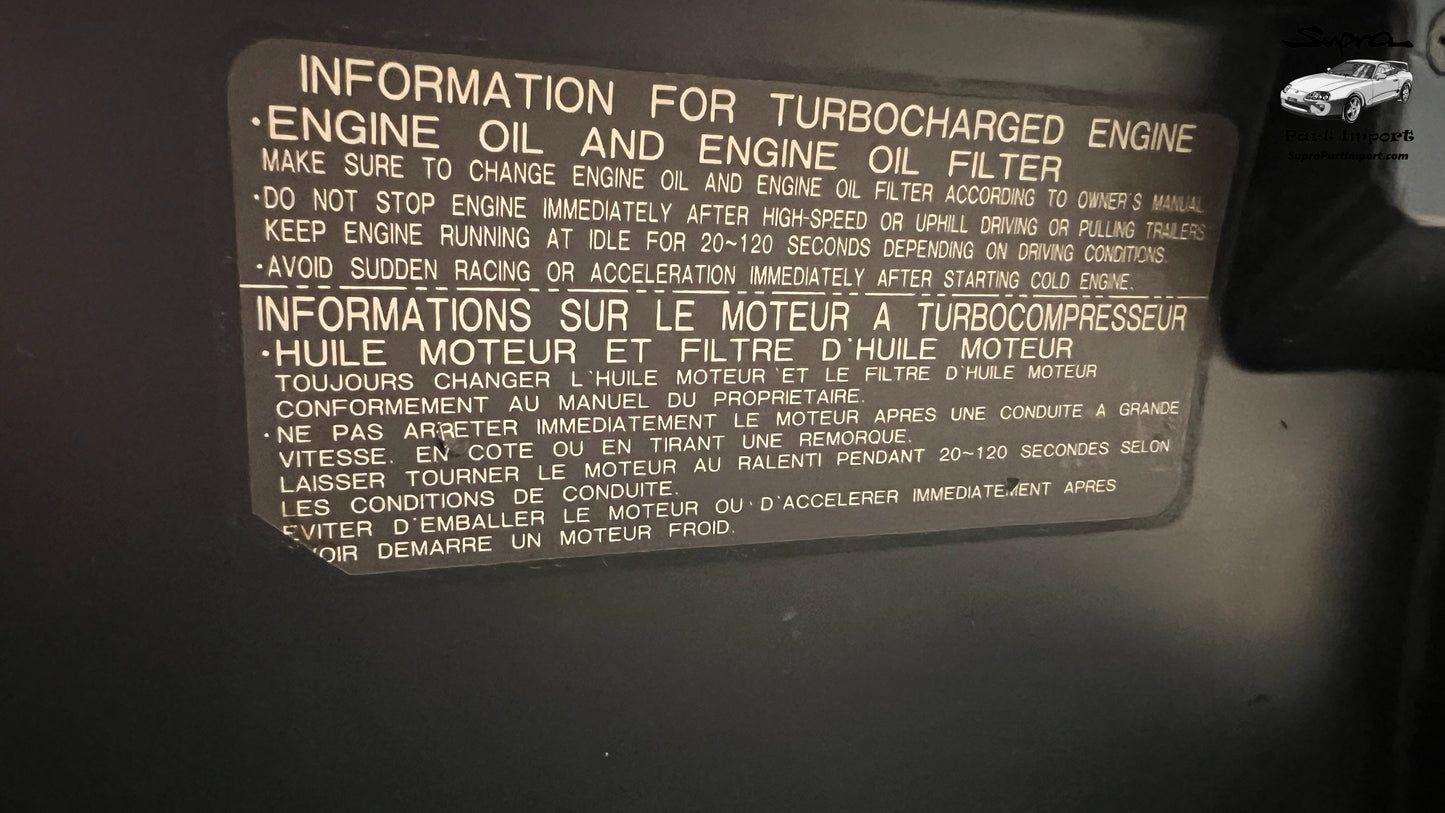 INFORMATION FOR TURBOCHARGED ENGINE
·ENGINE OIL AND ENGINE OIL FILTER
MAKE SURE TO CHANGE ENGINE OIL AND ENGINE OIL FILTER ACCORDING TO OWNER'S MANUAL.
·DO NOT STOP ENGINE IMMEDIATELY AFTER HIGH-SPEED OR UPHILL DRIVING OR PULLING TRAILERS
KEEP ENGINE RUNNING AT IDLE FOR 20~120 SECONDS DEPENDING ON DRIVING CONDITIONS.
·AVOID SUDDEN RACING OR ACCELERATION IMMEDIATELY AFTER STARTING COLD ENGINE.
INFORMATIONS SUR LE MOTEUR A TURBOCOMPRESSEUR
·HUILE MOTEUR ET FILTRE D'HUILE MOTEUR
TOUJOURS CHANGER L'HUILE MOTEUR ET LE FILTRE D'HUILE MOTEUR
CONFORMEMENT AU MANUEL DU PROPRIETAIRE.
·NE PAS ARRETER IMMEDIATEMENT LE MOTEUR APRES UNE CONDUITE A GRANDE
VITESSE. EN COTE OU EN TIRANT UNE REMORQUE.
LAISSER TOURNER LE MOTEUR AU RALENTI PENDANT 20~120 SECONDES SELON
LES CONDITIONS DE CONDUITE.
EVITER D'EMBALLER LE MOTEUR OU D'ACCELERER IMMEDIATEMENT APRES
VOIR DEMARRE UN MOTEUR FROID.
Supra
Part Import
SupraPartImport.com